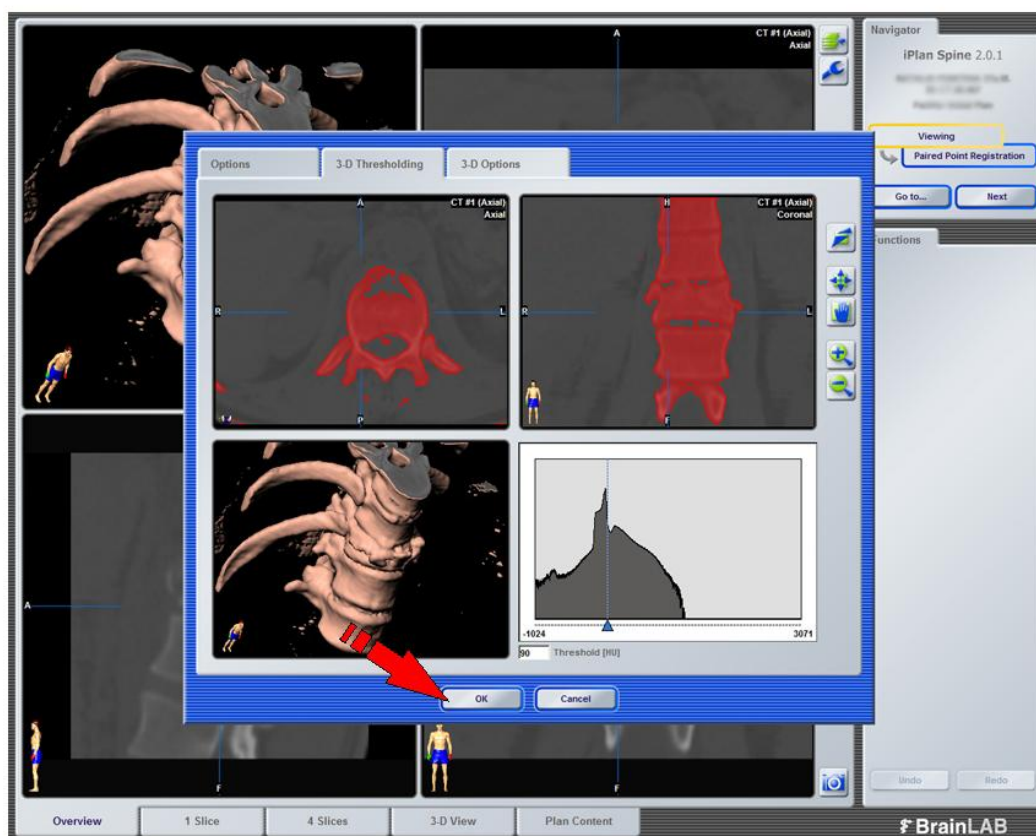 A
CT #1 (Axial)
Axial
Navigator
iPlan Spine 2.0.1
Viewing
Paired Point Registration
Go to...
Next
Functions
Options
3-D Thresholding
3-D Options
A
CT #1 (Axial)
Axial
R
L
P
H
CT #1 (Axial)
Coronal
R
L
F
-1024
3071
90
Threshold [HU]
OK
Cancel
A
F
F
Undo
Redo
Overview
1 Slice
4 Slices
3-D View
Plan Content
BrainLAB